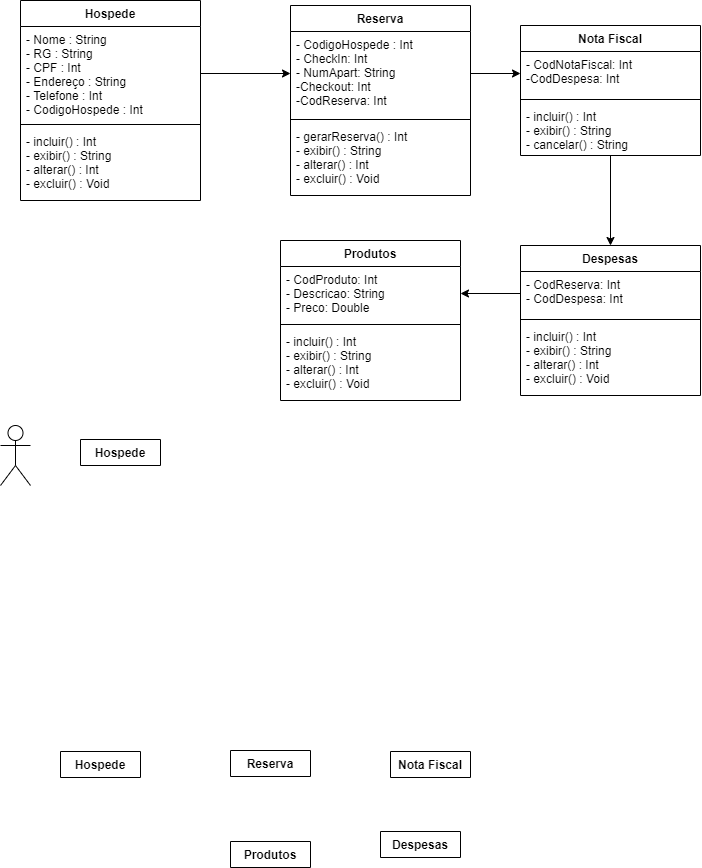 Hospede
- Nome : String
- RG : String
- CPF : Int
- Endereço : String
- Telefone : Int
- CodigoHospede : Int
- incluir() : Int
- exibir() : String
- alterar() : Int
- excluir() : Void
Reserva
- CodigoHospede : Int
- CheckIn: Int
- NumApart: String
-Checkout: Int
-CodReserva: Int
- gerarReserva() : Int
- exibir() : String
- alterar() : Int
- excluir() : Void
Nota Fiscal
- CodNotaFiscal: Int
-CodDespesa: Int
- incluir() : Int
- exibir() : String
- cancelar() : String
Produtos
- CodProduto: Int
- Descricao: String
- Preco: Double
- incluir() : Int
- exibir() : String
- alterar() : Int
- excluir() : Void
Despesas
- CodReserva: Int
- CodDespesa: Int
- incluir() : Int
- exibir() : String
- alterar() : Int
- excluir() : Void
Hospede
Hospede
Reserva
Nota Fiscal
Produtos
Despesas